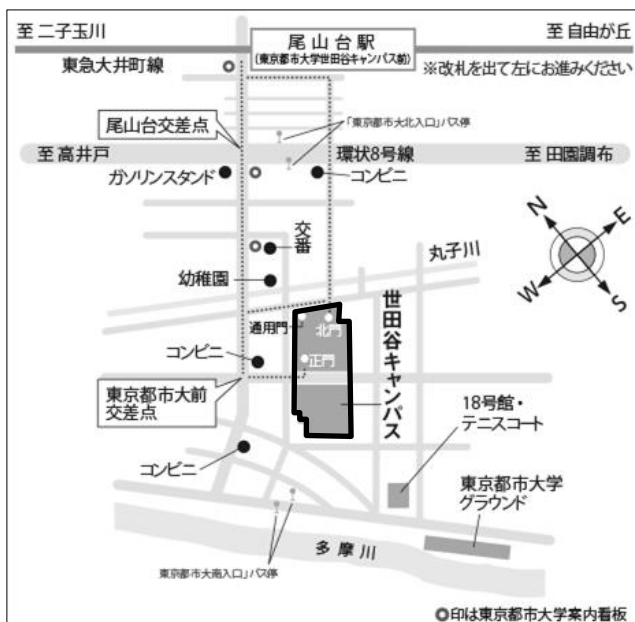 至 二子玉川
至 自由が丘
尾山台駅
(東京都市大学世田谷キャンパス前)
東急大井町線
※改札を出て左にお進みください
「東京都市大北入口」バス停
尾山台交差点
至 高井戸
環状8号線
至 田園調布
ガソリンスタンド
コンビニ
交番
N
E
W
S
丸子川
幼稚園
世田谷キャンパス
通用門
北門
コンビニ
正門
東京都市大前
交差点
18号館・
テニスコート
コンビニ
東京都市大学
グラウンド
多摩川
東京都市大南入口」バス停
◎印は東京都市大学案内看板